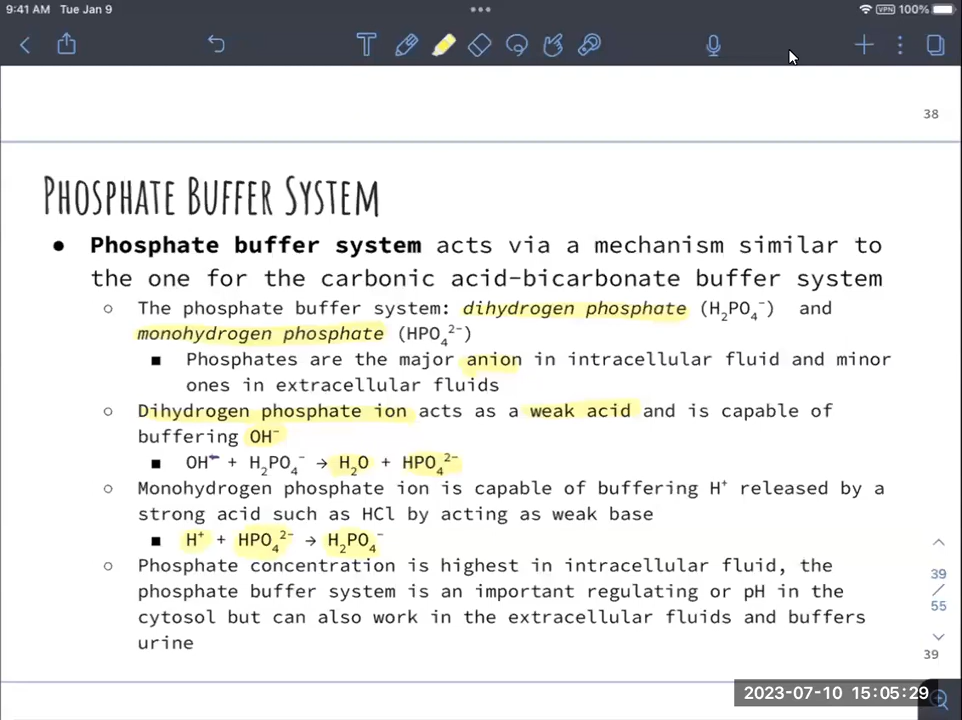 9:41 AM Tue Jan 9
VPN 100%
38
PHOSPHATE BUFFER SYSTEM
● Phosphate buffer system acts via a mechanism similar to
the one for the carbonic acid-bicarbonate buffer system
○ The phosphate buffer system: dihydrogen phosphate (H₂PO₄⁻) and
monohydrogen phosphate (HPO₄²⁻)
■ Phosphates are the major anion in intracellular fluid and minor
ones in extracellular fluids
○ Dihydrogen phosphate ion acts as a weak acid and is capable of
buffering OH⁻
■ OH⁻ + H₂PO₄⁻ → H₂O + HPO₄²⁻
○ Monohydrogen phosphate ion is capable of buffering H⁺ released by a
strong acid such as HCl by acting as weak base
■ H⁺ + HPO₄²⁻ → H₂PO₄⁻
○ Phosphate concentration is highest in intracellular fluid, the
phosphate buffer system is an important regulating or pH in the
cytosol but can also work in the extracellular fluids and buffers
urine
39
/
55
39
2023-07-10 15:05:29